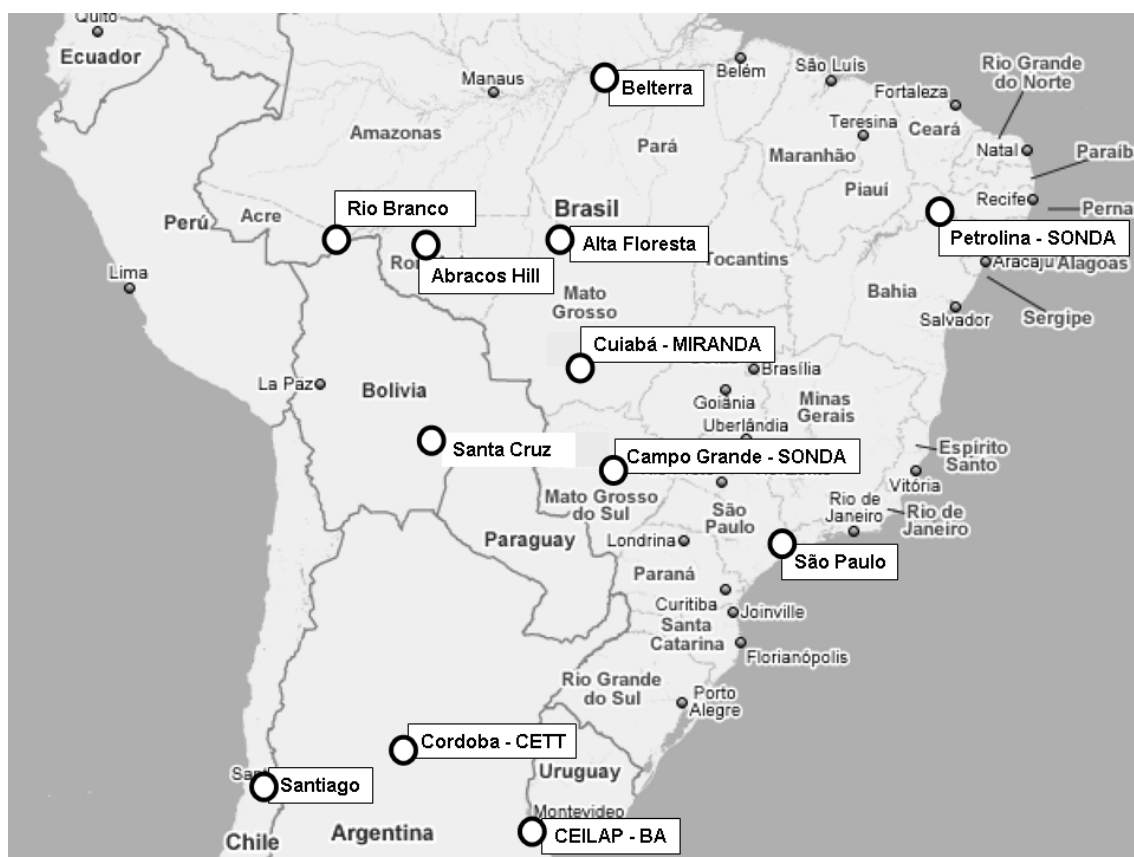 Quito
Ecuador
Manaus
Belterra
Belém
São Luís
Rio Grande
do Norte
Fortaleza
Amazonas
Pará
Teresina
Ceará
Maranhão
Natal
Paraíb
Piauí
Perú
Acre
Rio Branco
Brasil
Recife
Perna
Alta Floresta
Petrolina - SONDA
Abracos Hill
Tocantins
Aracaju
Alagoas
Lima
Mato
Grosso
Bahia
Salvador
Sergipe
Cuiabá - MIRANDA
Brasília
La Paz
Bolivia
Goiânia
Minas
Gerais
Uberlândia
Santa Cruz
Campo Grande - SONDA
Espírito
Santo
Vitória
Mato Grosso
do Sul
São
Paulo
Rio de
Janeiro
Rio de
Janeiro
Paraguay
Londrina
São Paulo
Paraná
Curitiba
Joinville
Santa
Catarina
Florianópolis
Rio Grande
do Sul
Porto
Alegre
Cordoba - CETT
Santiago
Uruguay
Montevideo
Chile
Argentina
CEILAP - BA